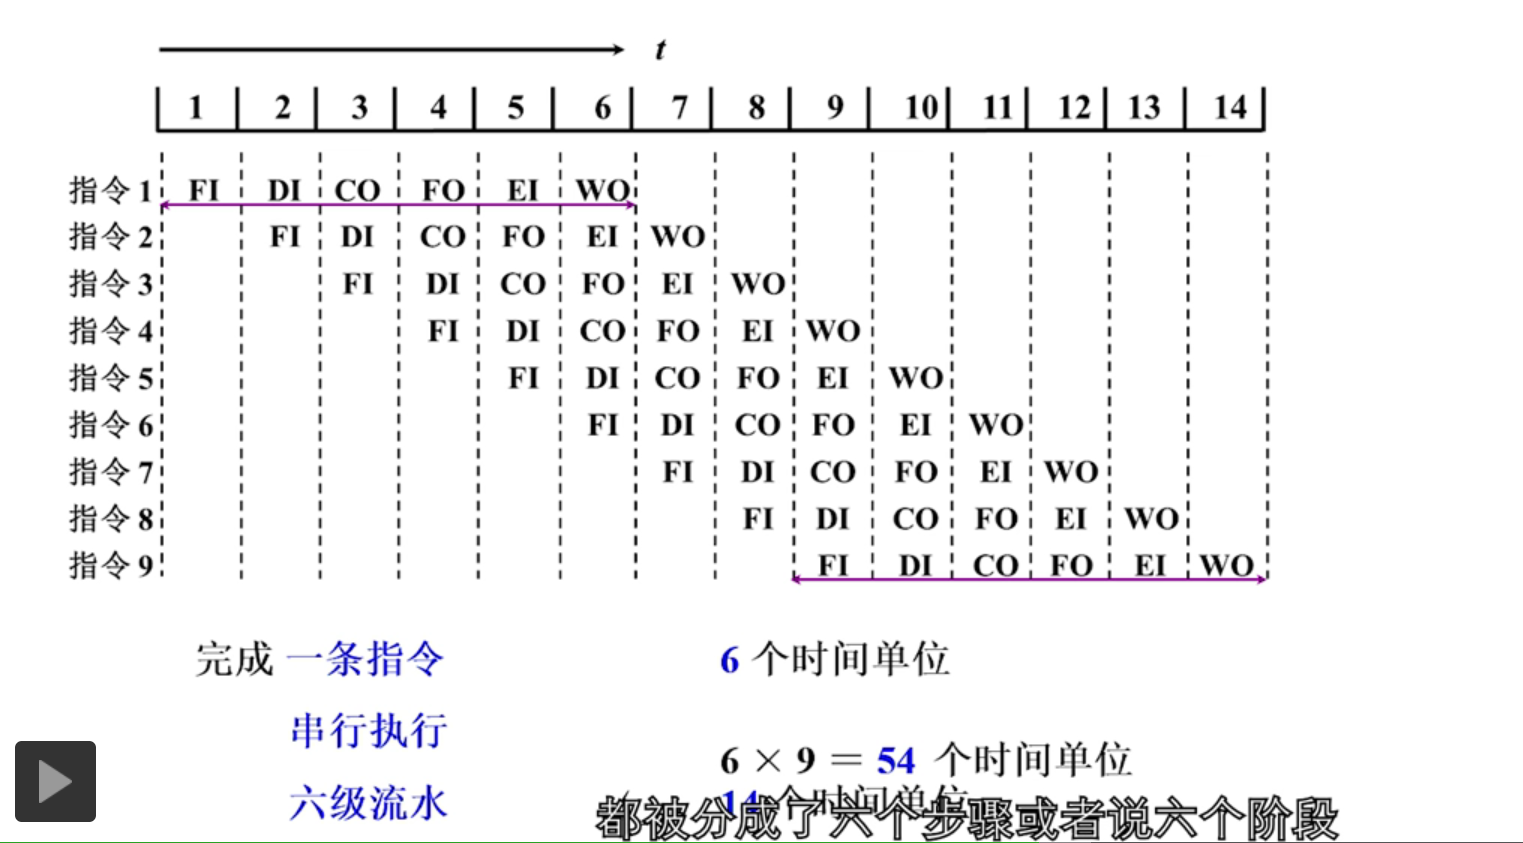 t
1 2 3 4 5 6 7 8 9 10 11 12 13 14
指令 1 FI DI CO FO EI WO
指令 2 FI DI CO FO EI WO
指令 3 FI DI CO FO EI WO
指令 4 FI DI CO FO EI WO
指令 5 FI DI CO FO EI WO
指令 6 FI DI CO FO EI WO
指令 7 FI DI CO FO EI WO
指令 8 FI DI CO FO EI WO
指令 9 FI DI CO FO EI WO
完成 一条指令 6 个时间单位
串行执行
6 × 9 = 54 个时间单位
六级流水 14 个时间单位
都被分成了六个步骤或者说六个阶段